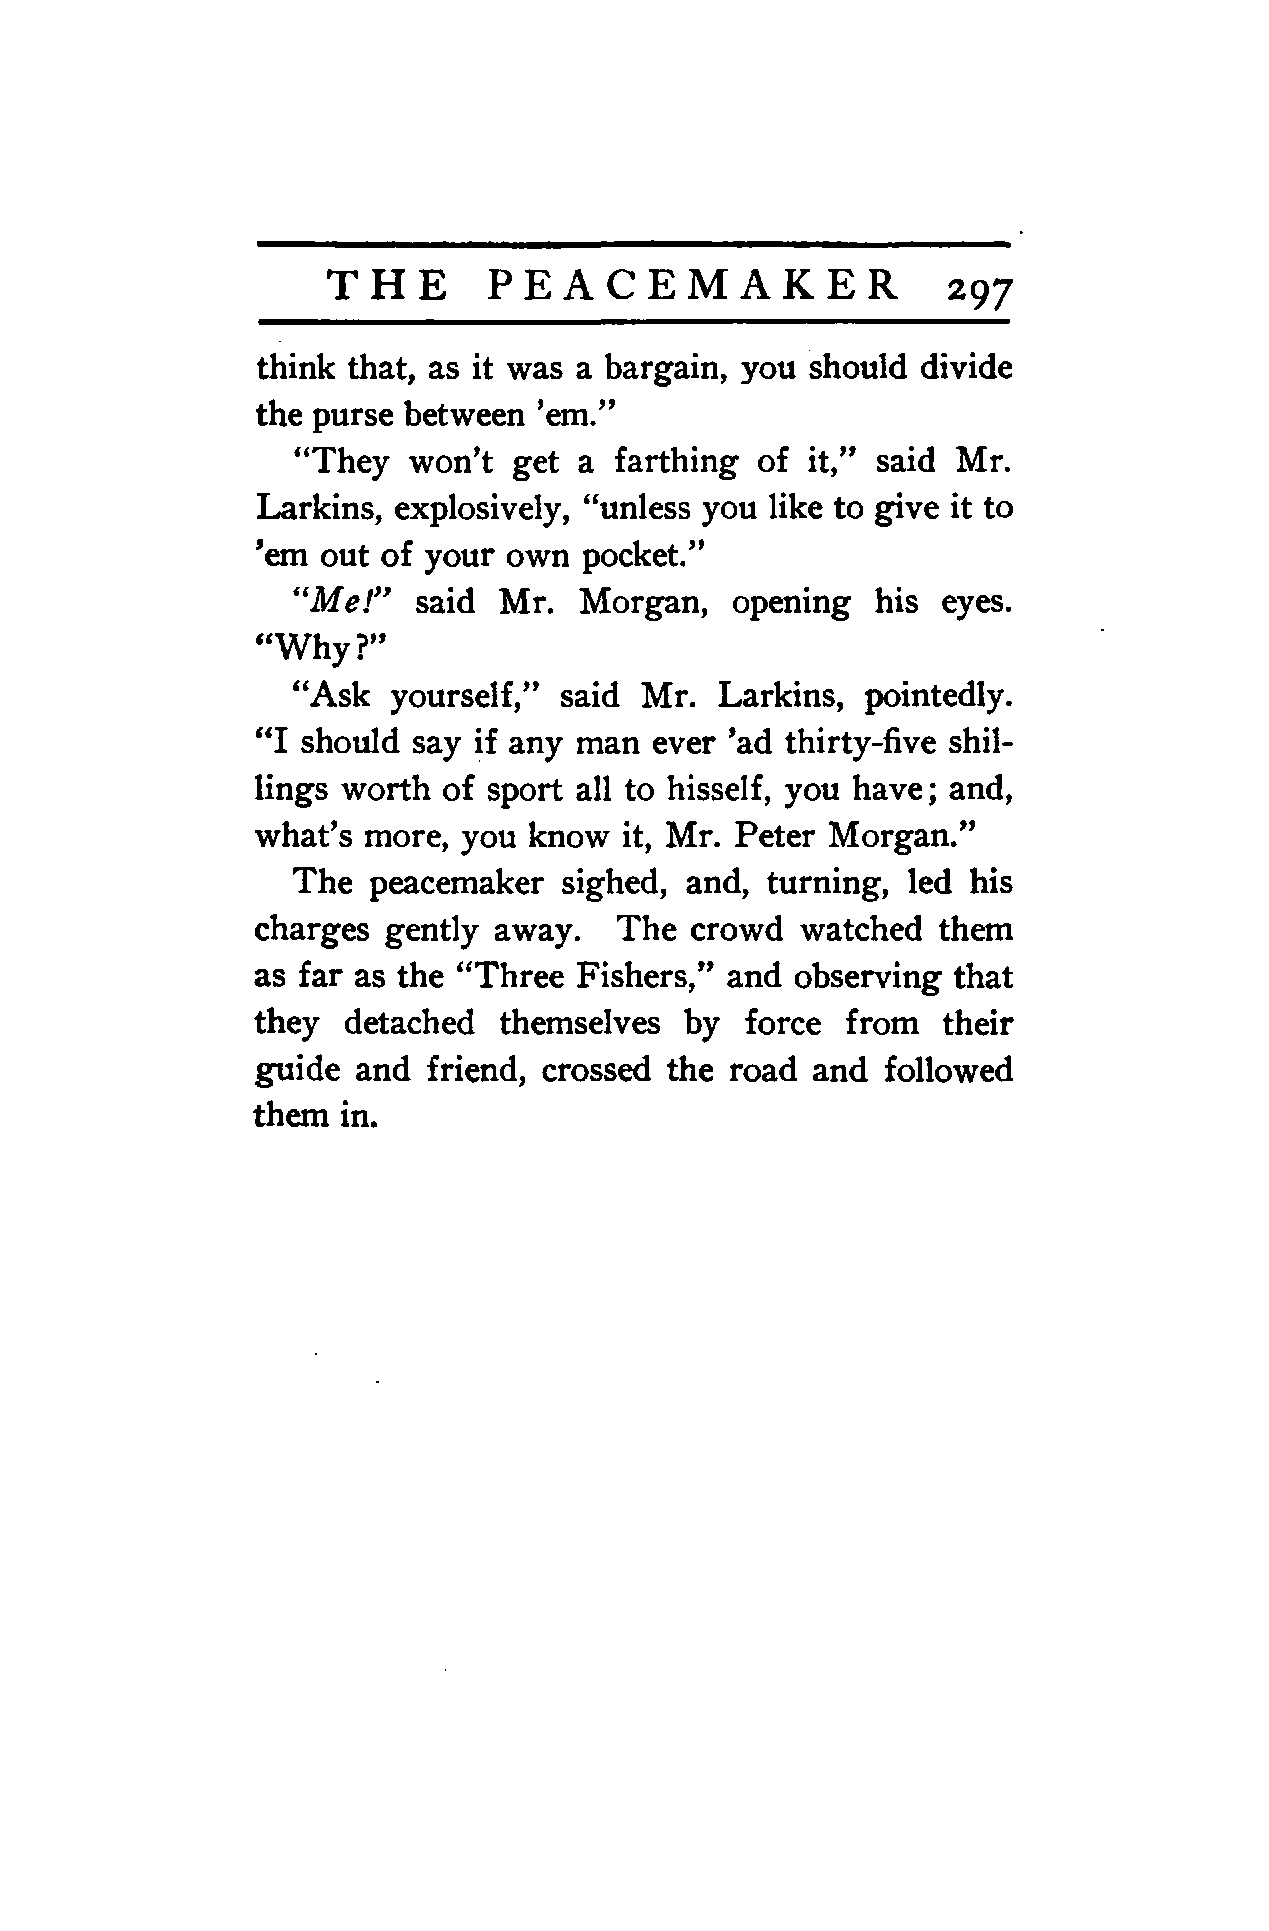 THE PEACEMAKER 297
think that, as it was a bargain, you should divide
the purse between 'em."
"They won't get a farthing of it," said Mr.
Larkins, explosively, "unless you like to give it to
'em out of your own pocket."
"Me!" said Mr. Morgan, opening his eyes.
"Why?"
"Ask yourself," said Mr. Larkins, pointedly.
"I should say if any man ever 'ad thirty-five shil-
lings worth of sport all to hisself, you have; and,
what's more, you know it, Mr. Peter Morgan."
The peacemaker sighed, and, turning, led his
charges gently away. The crowd watched them
as far as the "Three Fishers," and observing that
they detached themselves by force from their
guide and friend, crossed the road and followed
them in.